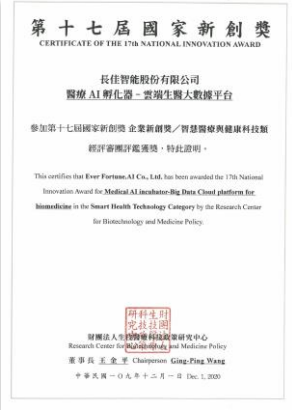 第十七屆國家新創獎
CERTIFICATE OF THE 17th NATIONAL INNOVATION AWARD
長佳智能股份有限公司
醫療 AI 孵化器－雲端生醫大數據平台
參加第十七屆國家新創獎 企業新創獎／智慧醫療與健康科技類
經評審團評鑑獲獎，特此證明。
This certifies that Ever Fortune.AI Co., Ltd. has been awarded the 17th National
Innovation Award for Medical AI incubator-Big Data Cloud platform for
biomedicine in the Smart Health Technology Category by the Research Center
for Biotechnology and Medicine Policy.
財團法人生技醫療科技政策研究中心
Research Center for Biotechnology and Medicine Policy
董事長 王金平 Chairperson Ging-Ping Wang
中華民國一〇九年十二月一日 Dec. 1, 2020